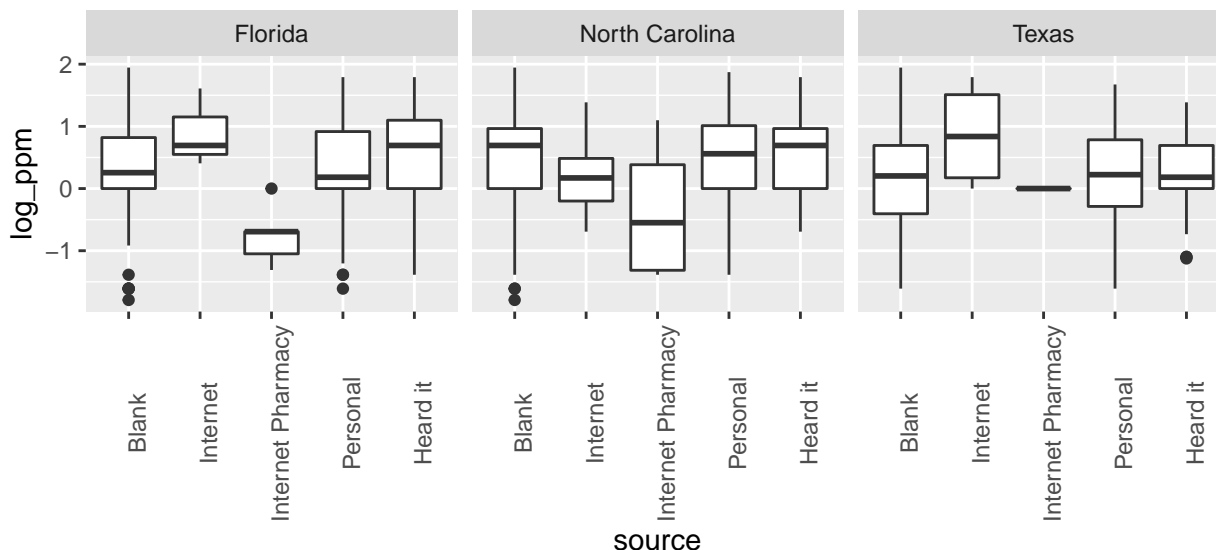 Florida North Carolina Texas
2
1
0
−1
log_ppm
Blank Internet Internet Pharmacy Personal Heard it Blank Internet Internet Pharmacy Personal Heard it Blank Internet Internet Pharmacy Personal Heard it
source